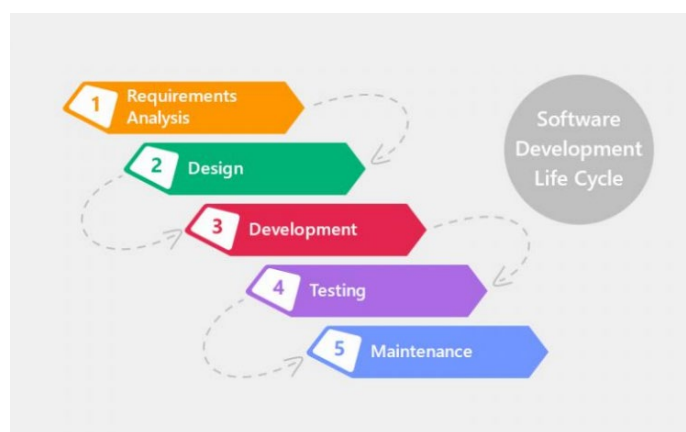 1
Requirements
Analysis
2
Design
3
Development
4
Testing
5
Maintenance
Software
Development
Life Cycle